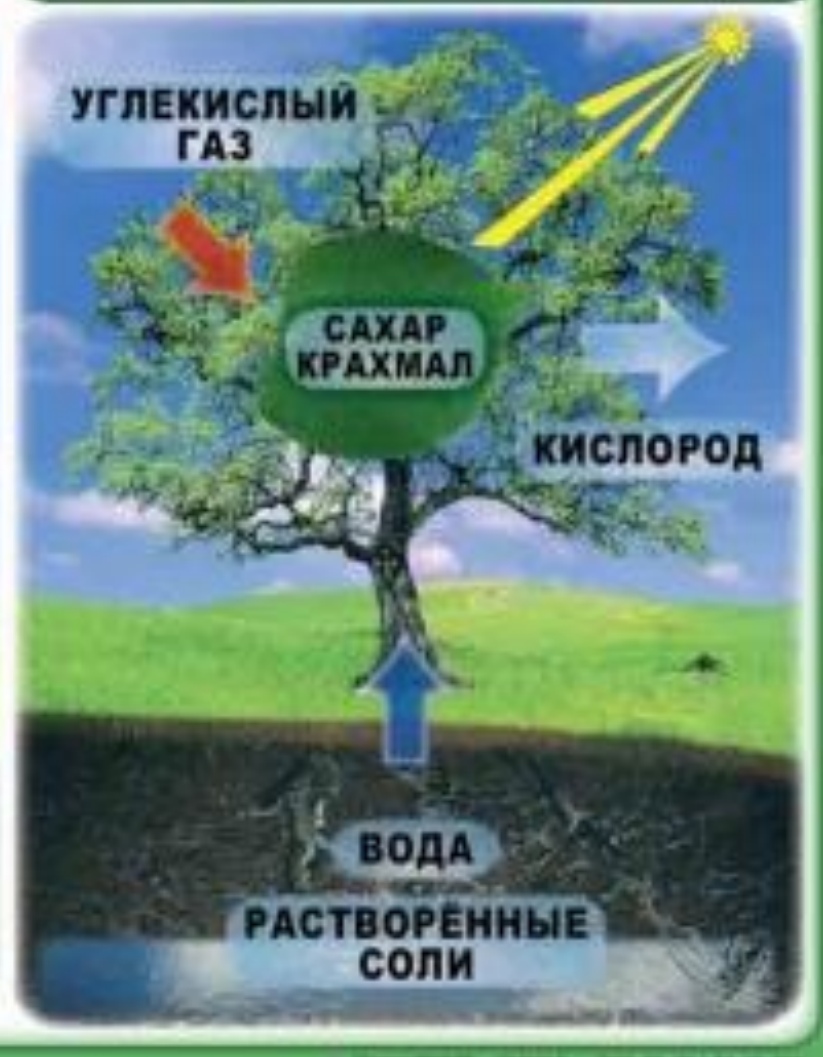 УГЛЕКИСЛЫЙ
ГАЗ
САХАР
КРАХМАЛ
КИСЛОРОД
ВОДА
РАСТВОРЁННЫЕ
СОЛИ